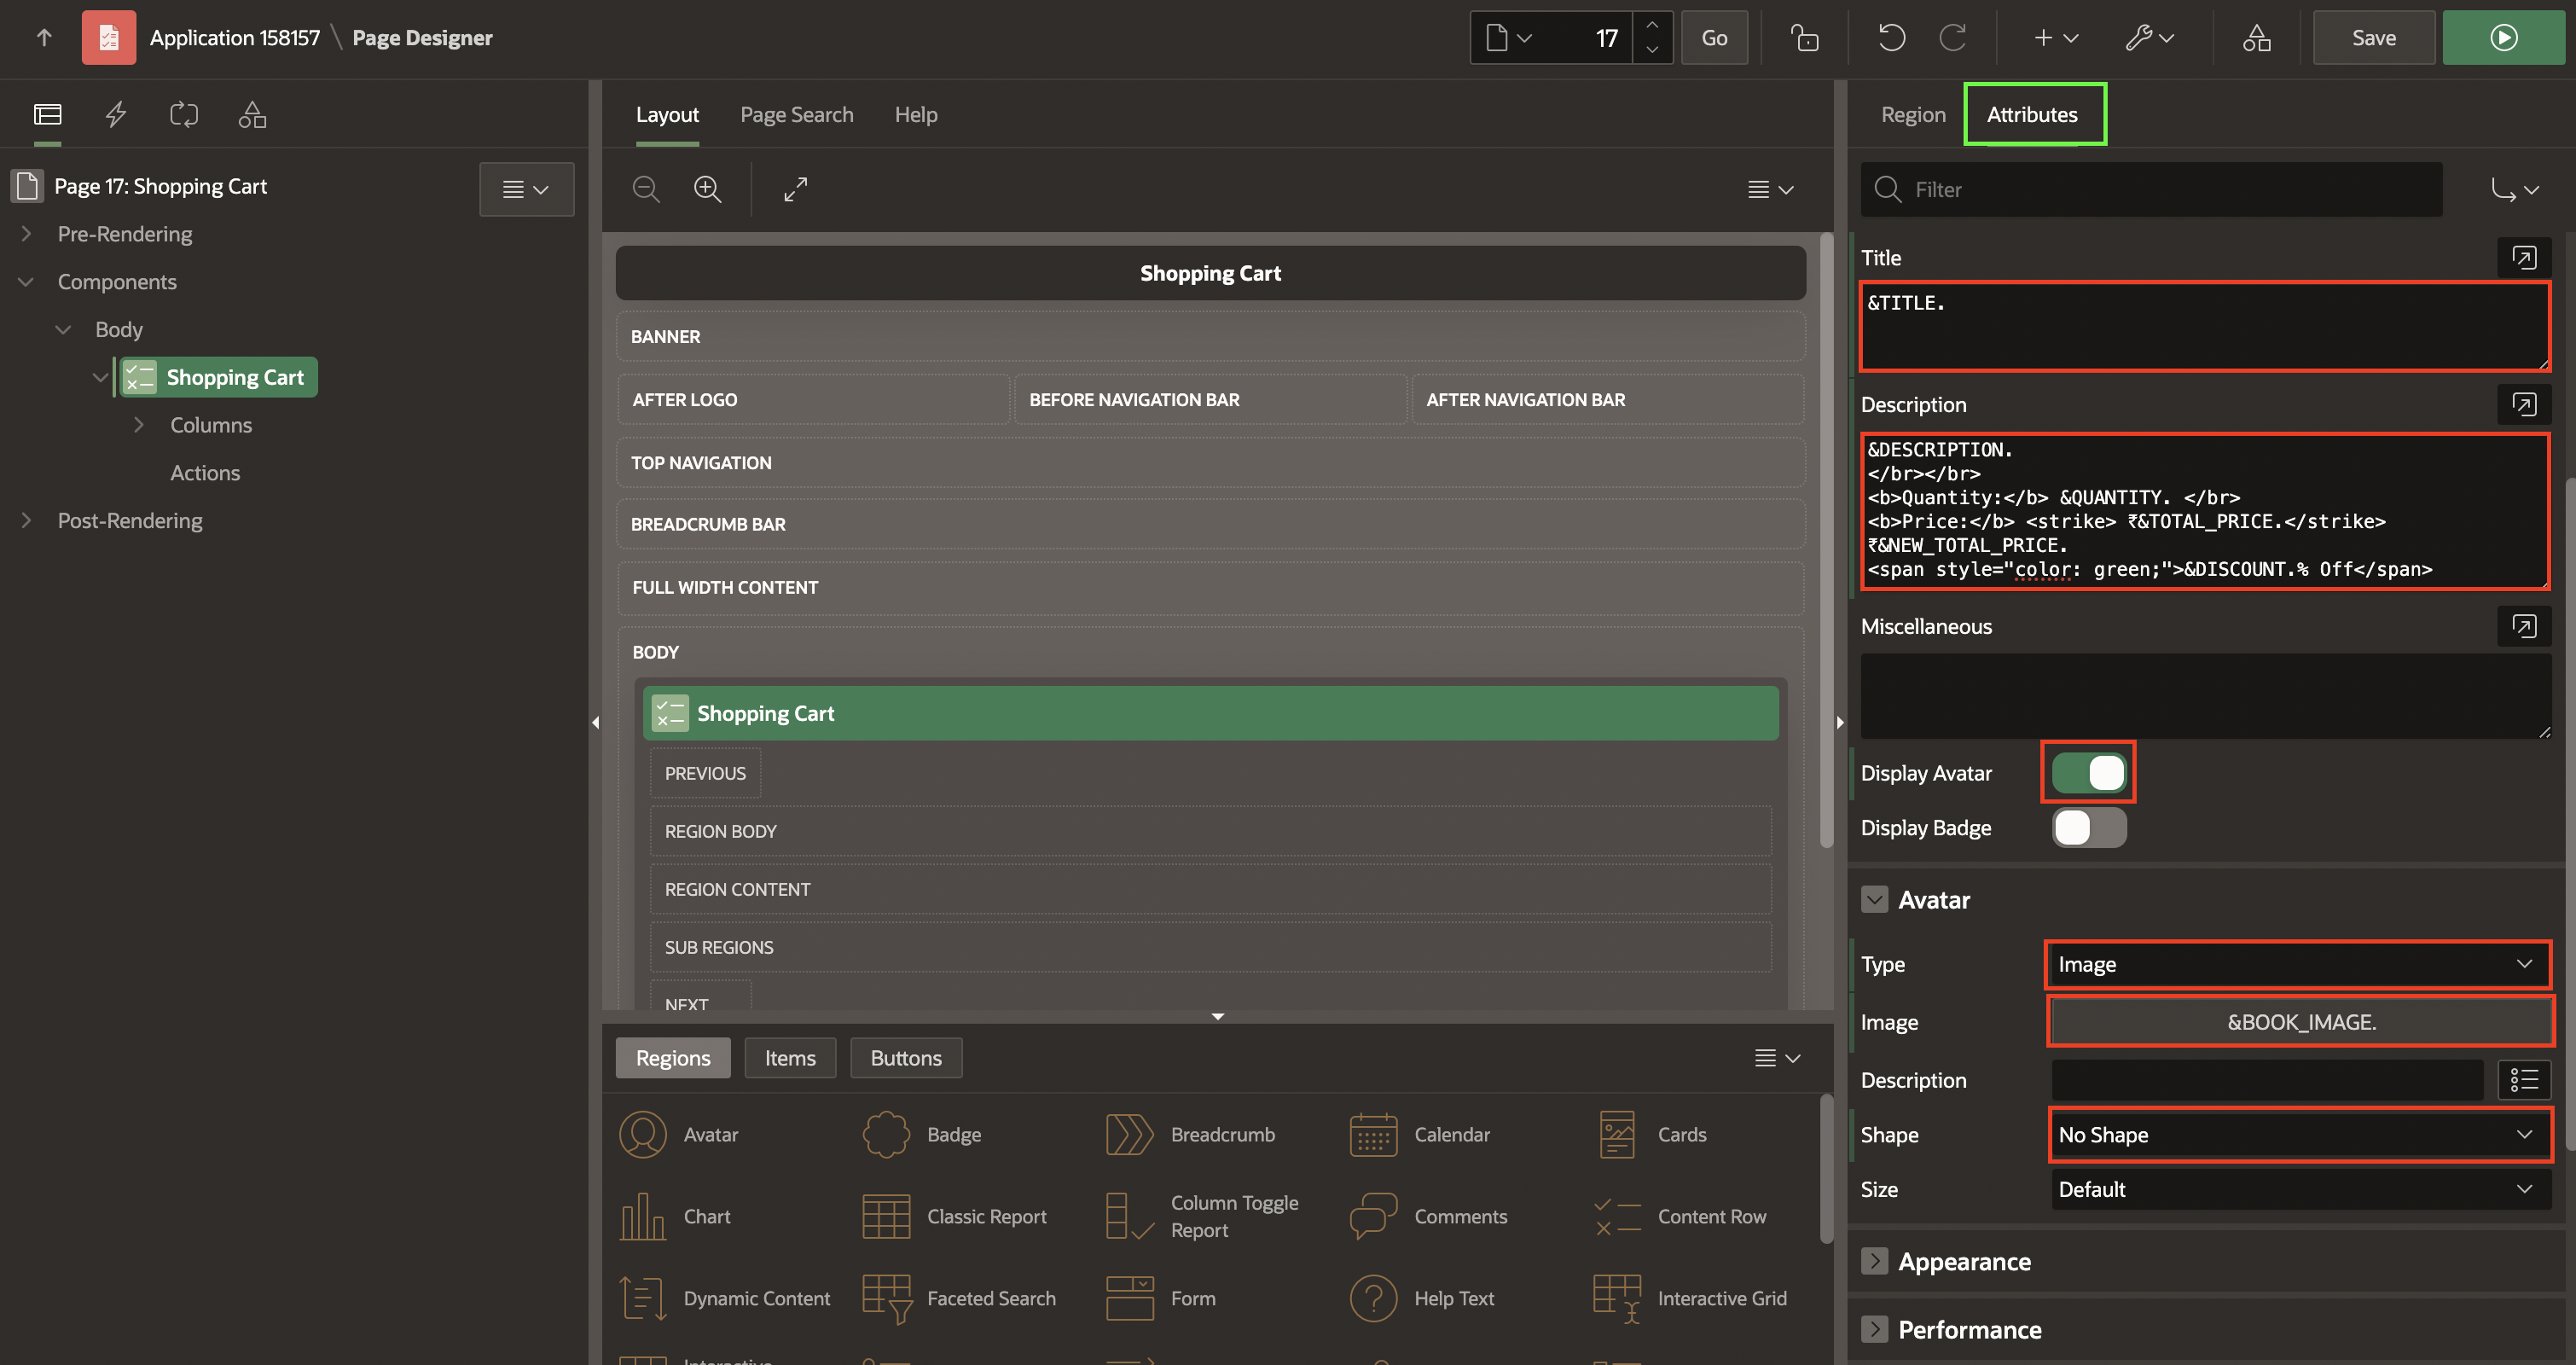 Application 158157 \ Page Designer
17
Go
Save
Page 17: Shopping Cart
Pre-Rendering
Components
Body
Shopping Cart
Columns
Actions
Post-Rendering
Layout
Page Search
Help
Shopping Cart
BANNER
AFTER LOGO
BEFORE NAVIGATION BAR
AFTER NAVIGATION BAR
TOP NAVIGATION
BREADCRUMB BAR
FULL WIDTH CONTENT
BODY
Shopping Cart
PREVIOUS
REGION BODY
REGION CONTENT
SUB REGIONS
NEXT
Regions
Items
Buttons
Avatar
Badge
Breadcrumb
Calendar
Cards
Chart
Classic Report
Column Toggle
Report
Comments
Content Row
Dynamic Content
Faceted Search
Form
Help Text
Interactive Grid
Region
Attributes
Filter
Title
&TITLE.
Description
&DESCRIPTION.
</br></br>
<b>Quantity:</b> &QUANTITY. </br>
<b>Price:</b> <strike> ₹&TOTAL_PRICE.</strike>
₹&NEW_TOTAL_PRICE.
<span style="color: green;">&DISCOUNT.% Off</span>
Miscellaneous
Display Avatar
Display Badge
Avatar
Type
Image
Image
&BOOK_IMAGE.
Description
Shape
No Shape
Size
Default
Appearance
Performance